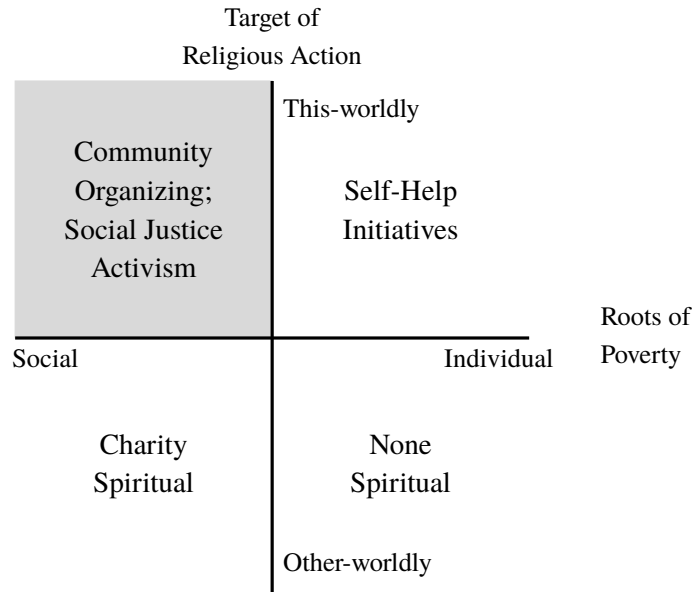 Target of
Religious Action
This-worldly
Community
Organizing;
Social Justice
Activism
Self-Help
Initiatives
Roots of
Poverty
Social
Individual
Charity
Spiritual
None
Spiritual
Other-worldly